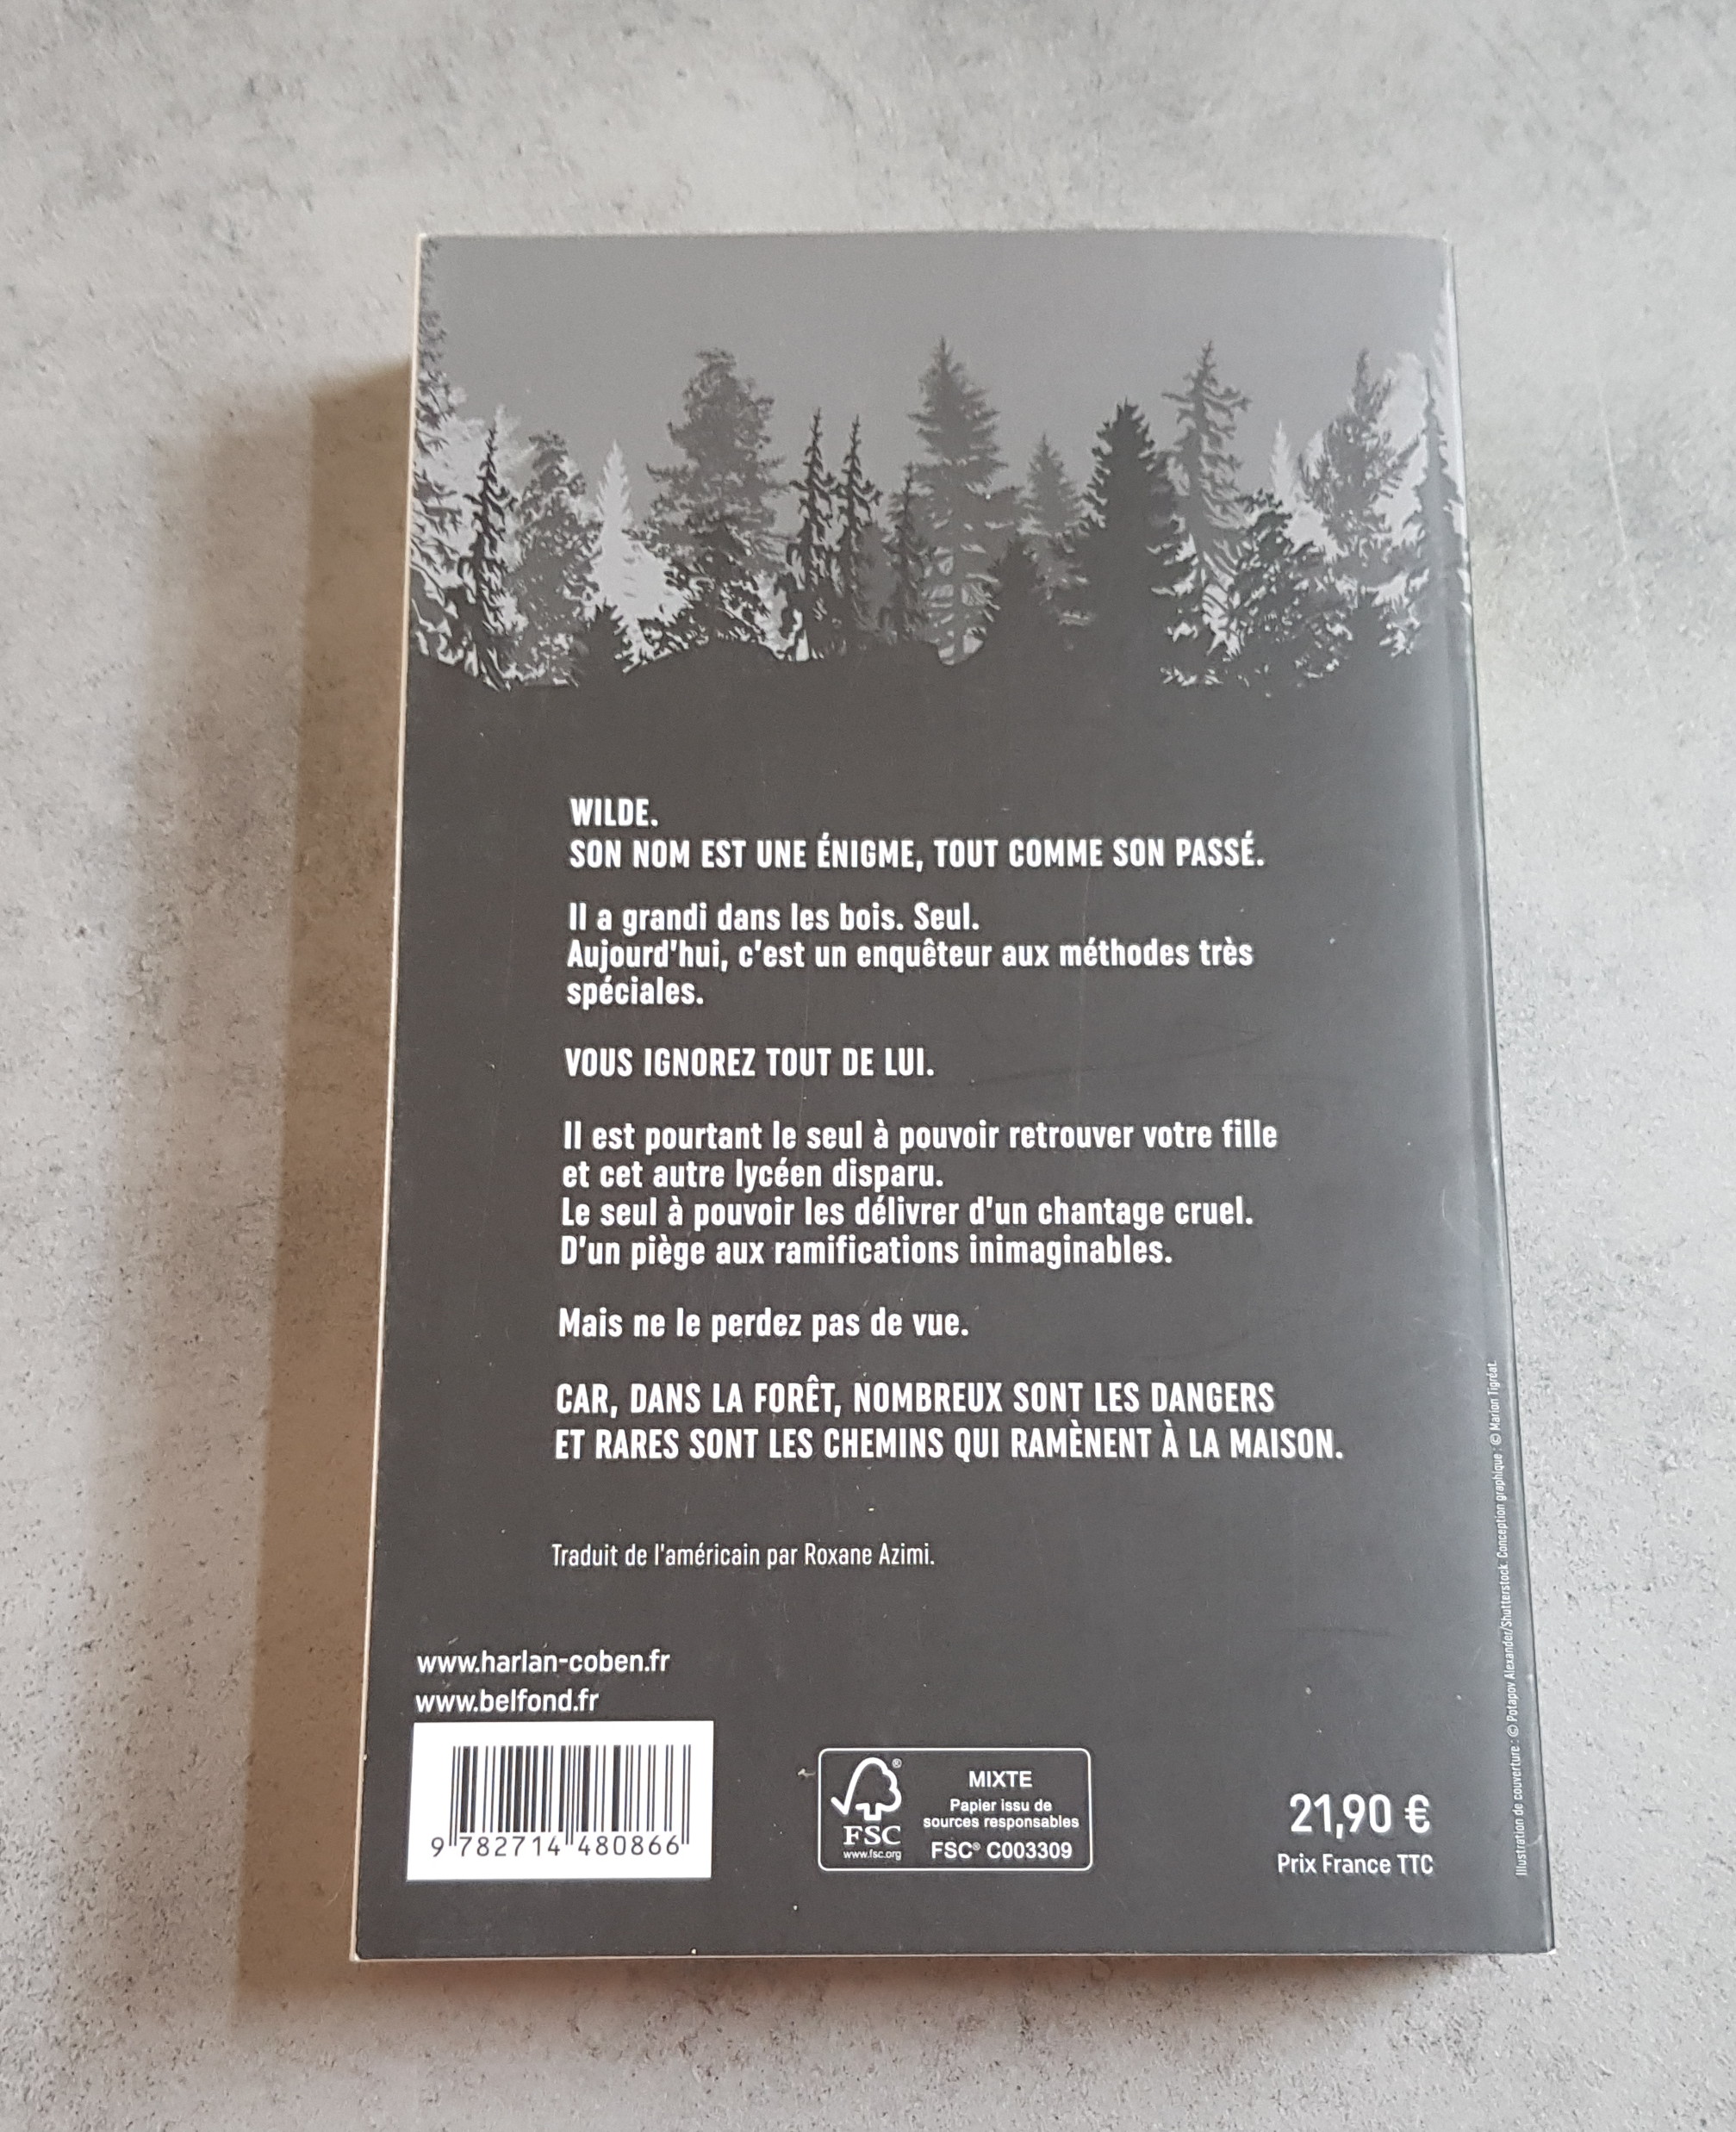 WILDE.
SON NOM EST UNE ÉNIGME, TOUT COMME SON PASSÉ.
Il a grandi dans les bois. Seul.
Aujourd'hui, c'est un enquêteur aux méthodes très
spéciales.
VOUS IGNOREZ TOUT DE LUI.
Il est pourtant le seul à pouvoir retrouver votre fille
et cet autre lycéen disparu.
Le seul à pouvoir les délivrer d'un chantage cruel.
D'un piège aux ramifications inimaginables.
Mais ne le perdez pas de vue.
CAR, DANS LA FORÊT, NOMBREUX SONT LES DANGERS
ET RARES SONT LES CHEMINS QUI RAMÈNENT À LA MAISON.
Traduit de l'américain par Roxane Azimi.
www.harlan-coben.fr
www.belfond.fr
9 782714 480866
FSC
www.fsc.org
MIXTE
Papier issu de
sources responsables
FSC® C003309
21,90 €
Prix France TTC
Illustration de couverture : © Potapov Alexander/Shutterstock. Conception graphique : © Marion Tigréat.